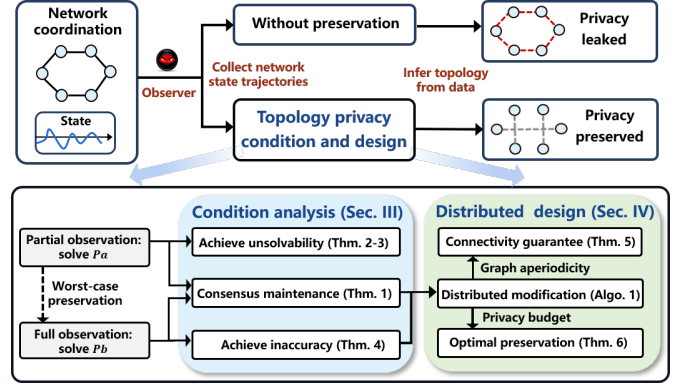 Network
coordination
State
Observer
Collect network
state trajectories
Without preservation
Infer topology
from data
Privacy
leaked
Topology privacy
condition and design
Privacy
preserved
Condition analysis (Sec. III)
Distributed design (Sec. IV)
Partial observation:
solve Pa
Worst-case
preservation
Full observation:
solve Pb
Achieve unsolvability (Thm. 2-3)
Consensus maintenance (Thm. 1)
Achieve inaccuracy (Thm. 4)
Connectivity guarantee (Thm. 5)
Graph aperiodicity
Distributed modification (Algo. 1)
Privacy budget
Optimal preservation (Thm. 6)